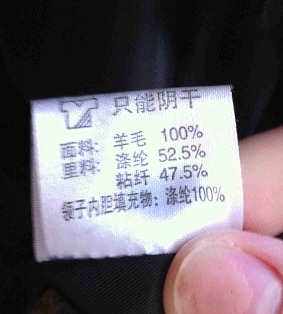 只能阴干
面料: 羊毛 100%
里料: 涤纶 52.5%
粘纤 47.5%
领子内胆填充物: 涤纶100%